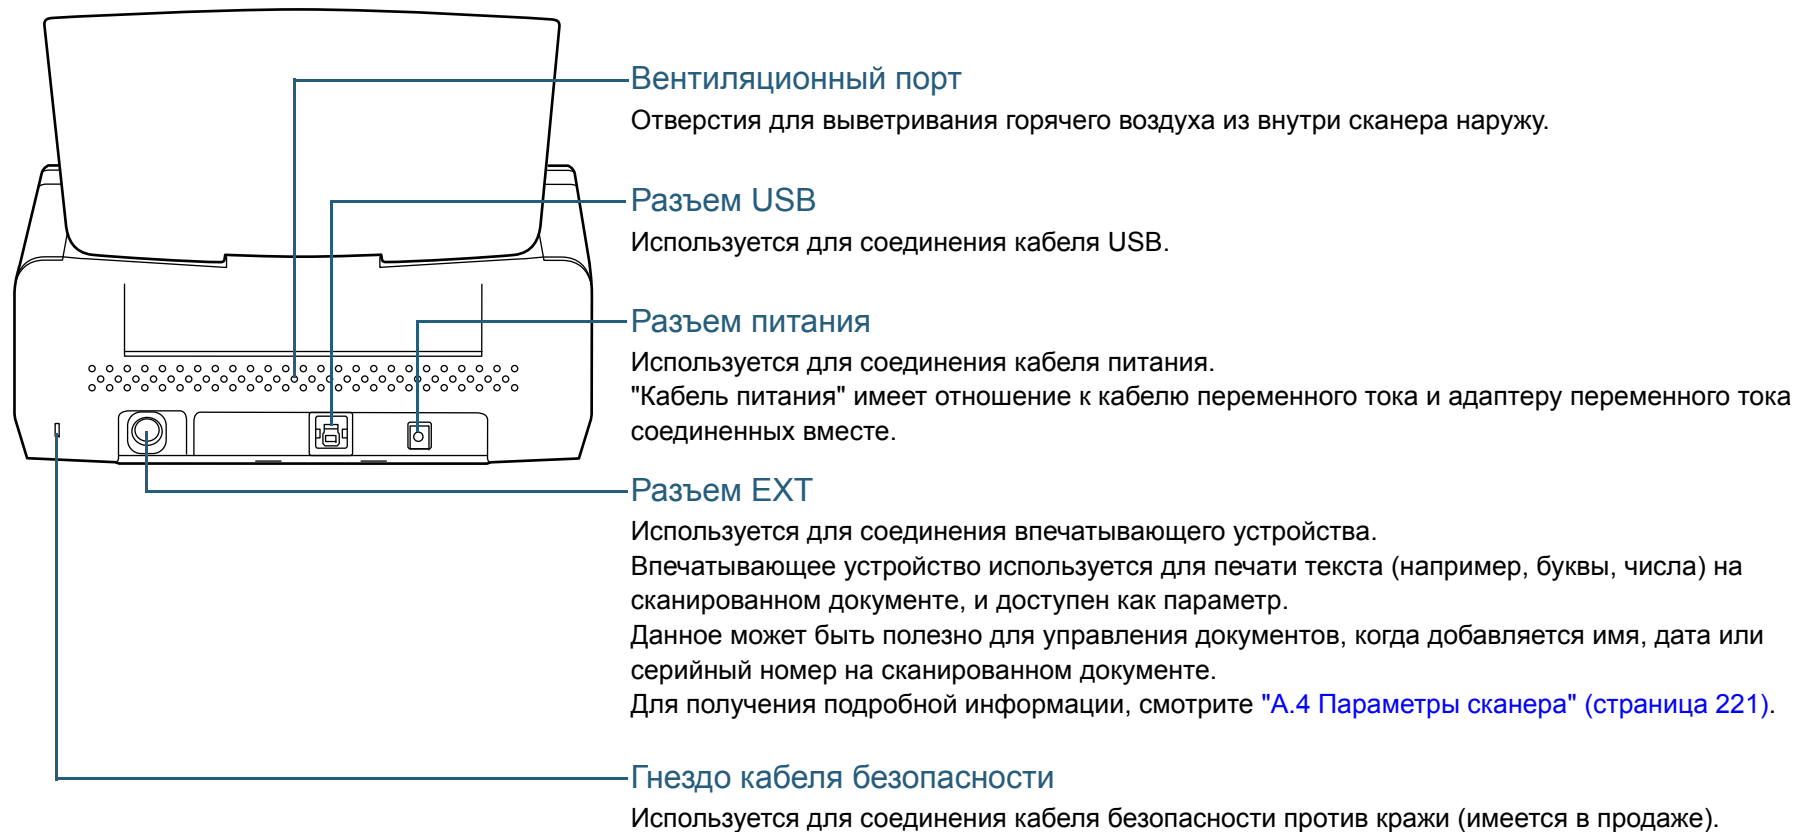 Вентиляционный порт
Отверстия для выветривания горячего воздуха из внутри сканера наружу.
Разъем USB
Используется для соединения кабеля USB.
Разъем питания
Используется для соединения кабеля питания.
"Кабель питания" имеет отношение к кабелю переменного тока и адаптеру переменного тока
соединенных вместе.
Разъем EXT
Используется для соединения впечатывающего устройства.
Впечатывающее устройство используется для печати текста (например, буквы, числа) на
сканированном документе, и доступен как параметр.
Данное может быть полезно для управления документов, когда добавляется имя, дата или
серийный номер на сканированном документе.
Для получения подробной информации, смотрите "A.4 Параметры сканера" (страница 221).
Гнездо кабеля безопасности
Используется для соединения кабеля безопасности против кражи (имеется в продаже).